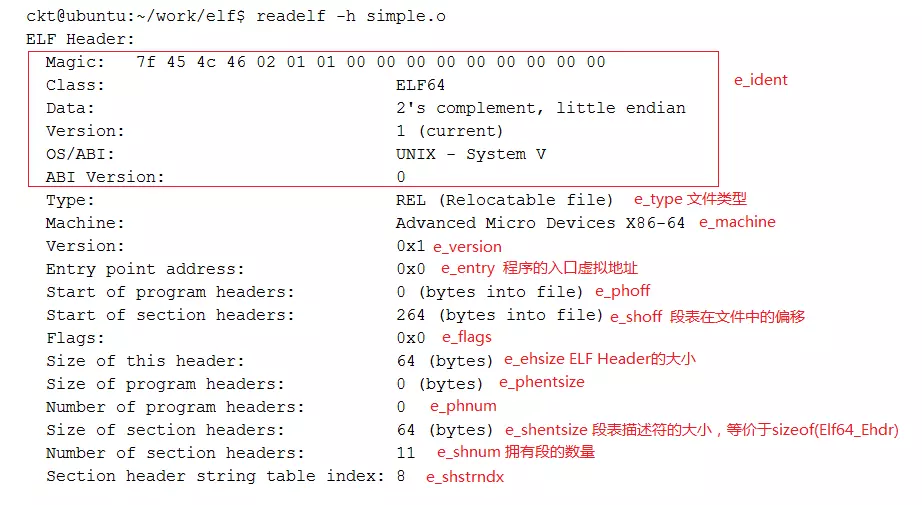 ckt@ubuntu:~/work/elf$ readelf -h simple.o
ELF Header:
Magic: 7f 45 4c 46 02 01 01 00 00 00 00 00 00 00 00 00
Class: ELF64 e_ident
Data: 2's complement, little endian
Version: 1 (current)
OS/ABI: UNIX - System V
ABI Version: 0
Type: REL (Relocatable file) e_type 文件类型
Machine: Advanced Micro Devices X86-64 e_machine
Version: 0x1 e_version
Entry point address: 0x0 e_entry 程序的入口虚拟地址
Start of program headers: 0 (bytes into file) e_phoff
Start of section headers: 264 (bytes into file) e_shoff 段表在文件中的偏移
Flags: 0x0 e_flags
Size of this header: 64 (bytes) e_ehsize ELF Header的大小
Size of program headers: 0 (bytes) e_phentsize
Number of program headers: 0 e_phnum
Size of section headers: 64 (bytes) e_shentsize 段表描述符的大小，等价于sizeof(Elf64_Ehdr)
Number of section headers: 11 e_shnum 拥有段的数量
Section header string table index: 8 e_shstrndx